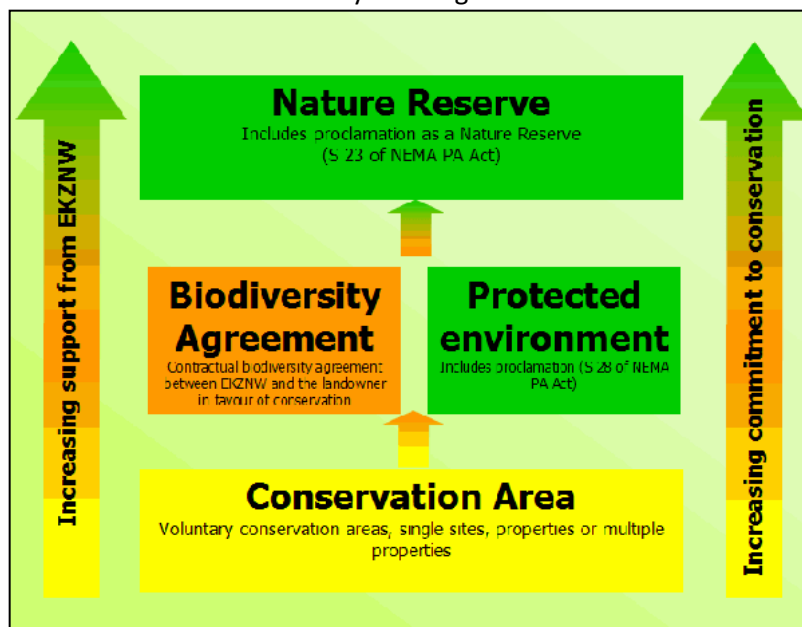 Nature Reserve
Includes proclamation as a Nature Reserve
(S 23 of NEMA PA Act)
Increasing support from EKZNW
Increasing commitment to conservation
Biodiversity
Agreement
Contractual biodiversity agreement
between EKZNW and the landowner
in favour of conservation
Protected
environment
Includes proclamation (S 28 of NEMA
PA Act)
Conservation Area
Voluntary conservation areas, single sites, properties or multiple
properties